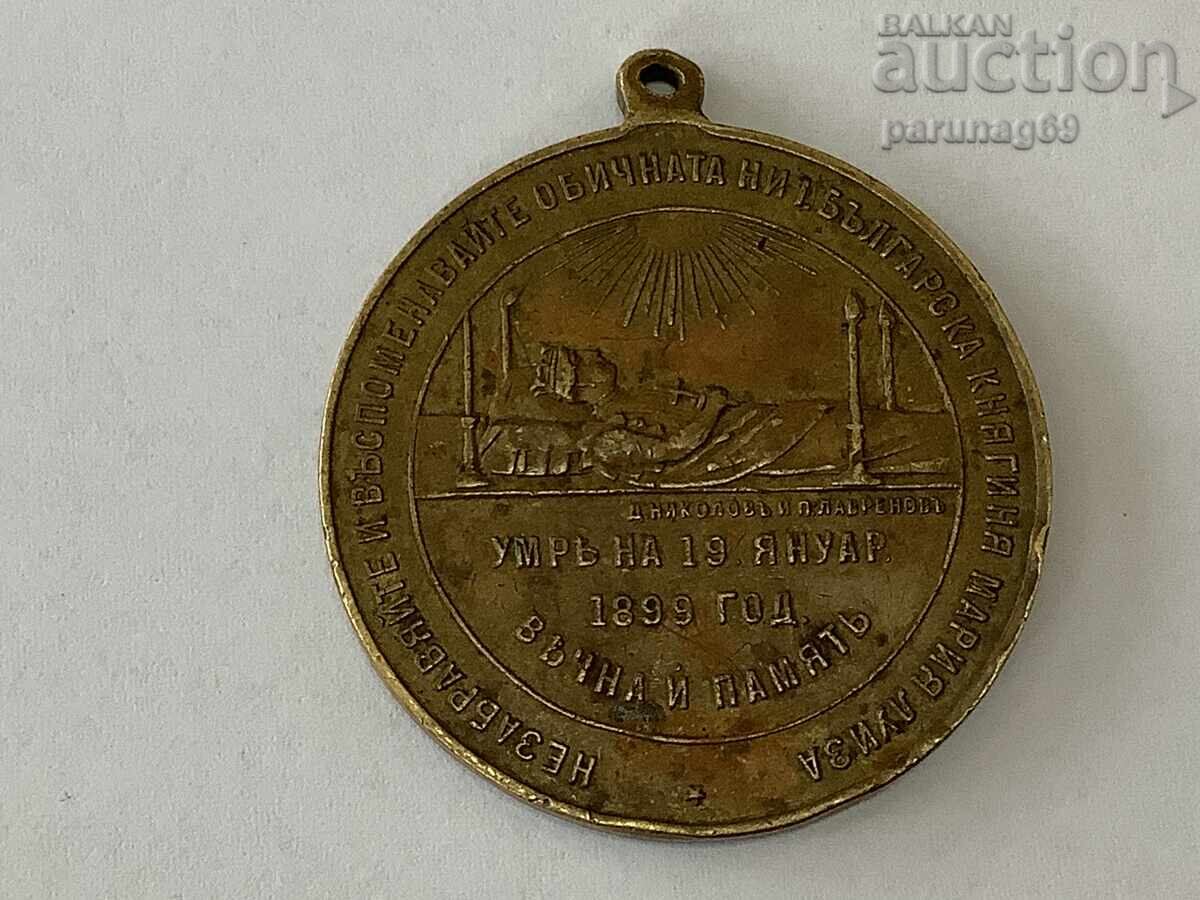 BALKAN
auction
parunag69
НЕЗАБРАВЯЙТЕ И ВЪСПОМЕНАВАЙТЕ ОБИЧНАТА НИ Ѣ БЪЛГАРСКА КНЯГИНЯ МАРИЯ ЛУИЗА
Д НИКОЛОВЪ И П. ЛАВРЕНОВЪ
УМРѢ НА 19. ЯНУАР.
1899 ГОД.
ВѢЧНА Й ПАМЯТЬ